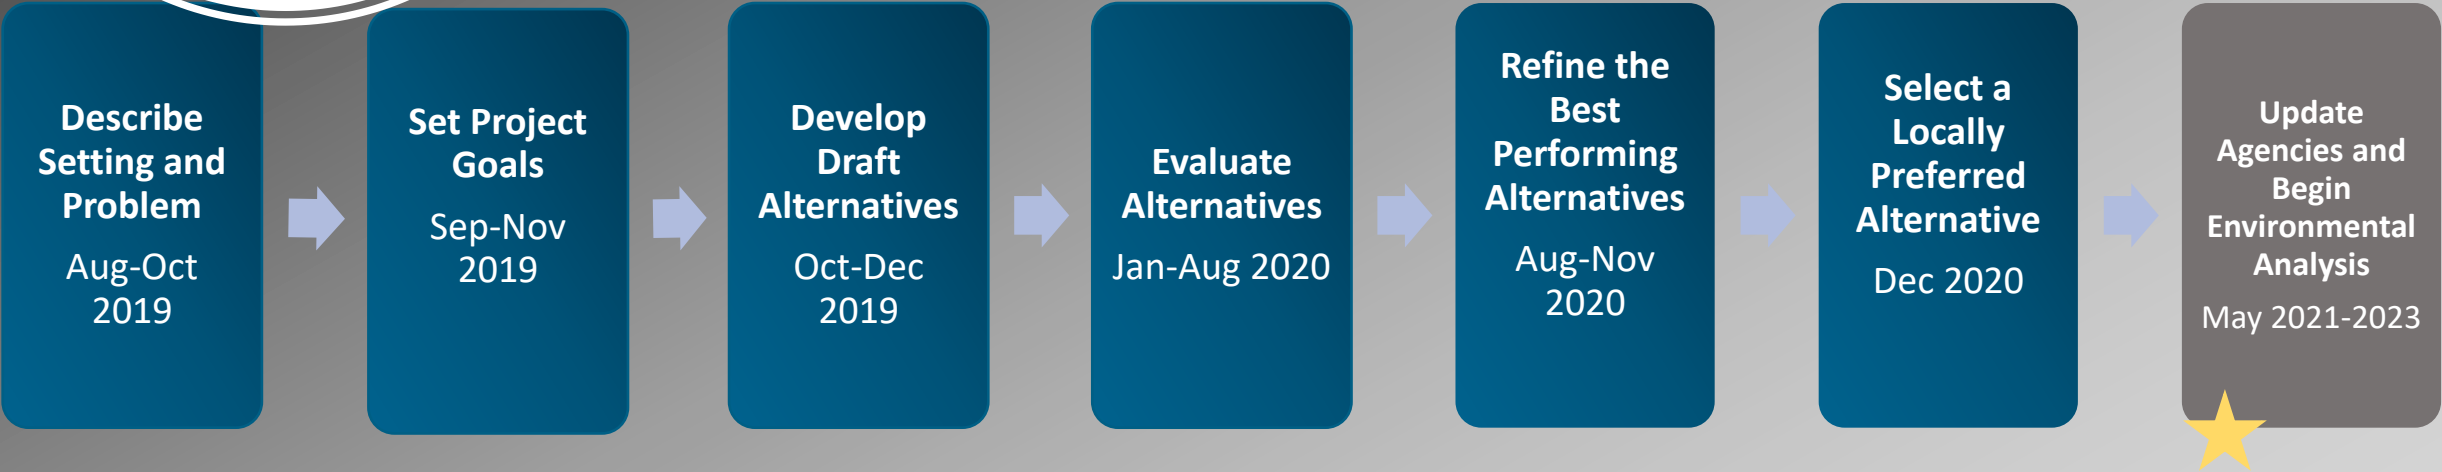 Describe
Setting and
Problem
Aug-Oct
2019
Set Project
Goals
Sep-Nov
2019
Develop
Draft
Alternatives
Oct-Dec
2019
Evaluate
Alternatives
Jan-Aug 2020
Refine the
Best
Performing
Alternatives
Aug-Nov
2020
Select a
Locally
Preferred
Alternative
Dec 2020
Update
Agencies and
Begin
Environmental
Analysis
May 2021-2023